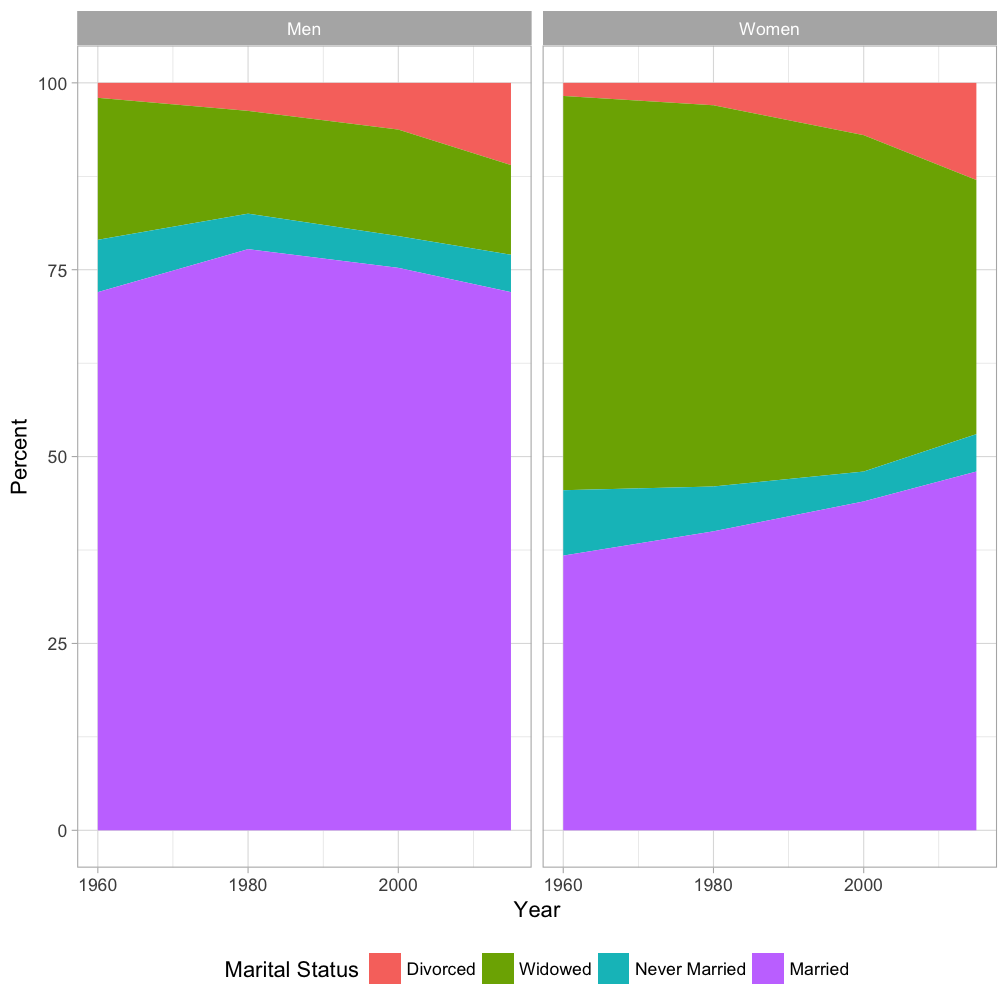 Men
Women
100
75
50
25
0
Percent
1960 1980 2000
1960 1980 2000
Year
Marital Status Divorced Widowed Never Married Married